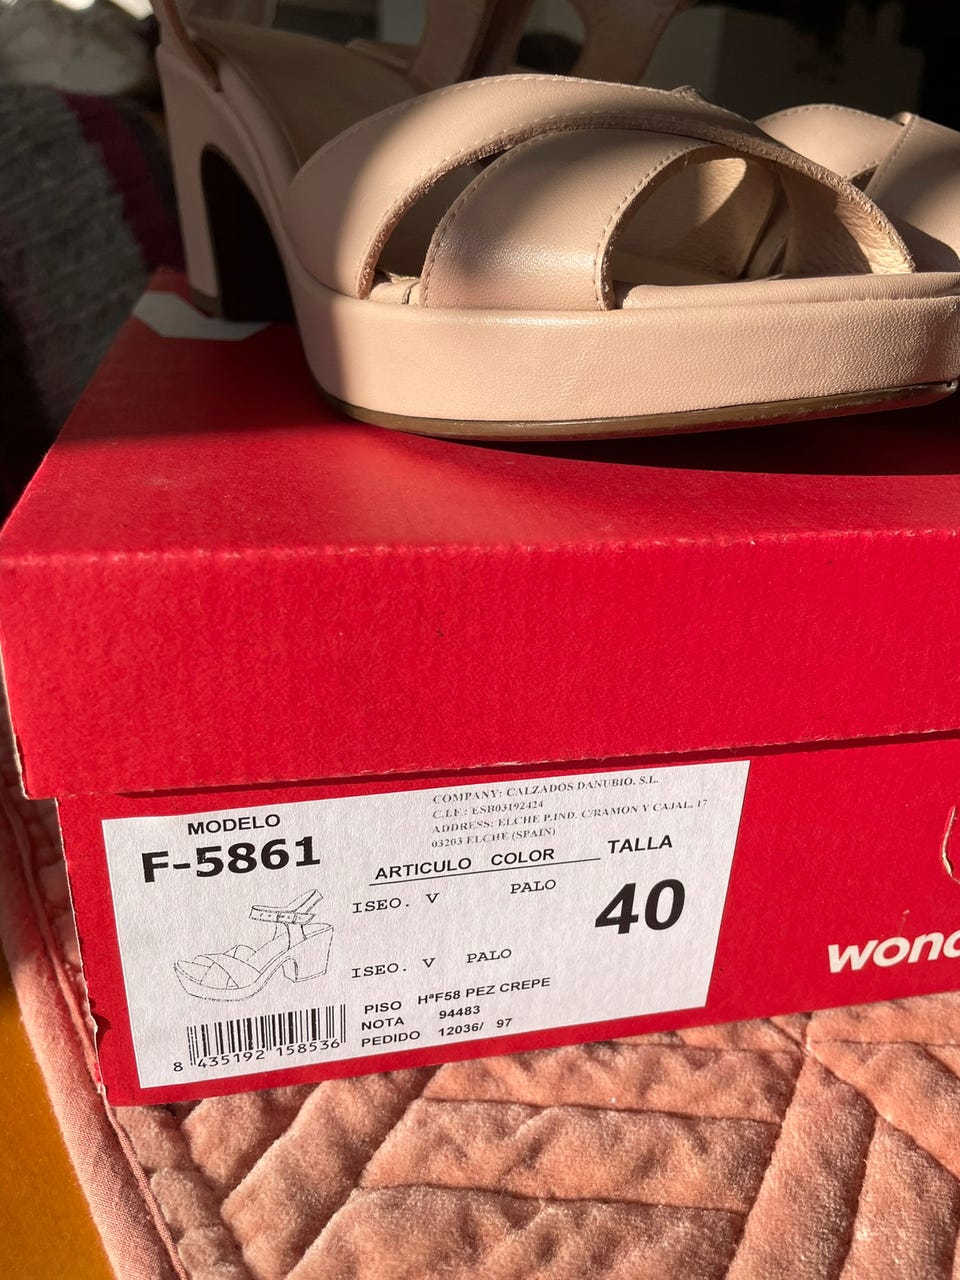 COMPANY: CALZADOS DANUBIO, S.L.
C.I.F.: ESB03192424
ADDRESS: ELCHE P.IND. C/RAMON Y CAJAL, 17
03203 ELCHE (SPAIN)
MODELO
F-5861
ARTICULO COLOR TALLA
ISEO. V PALO
40
ISEO. V PALO
PISO HªF58 PEZ CREPE
NOTA 94483
PEDIDO 12036/ 97
8 435192 158536
wond